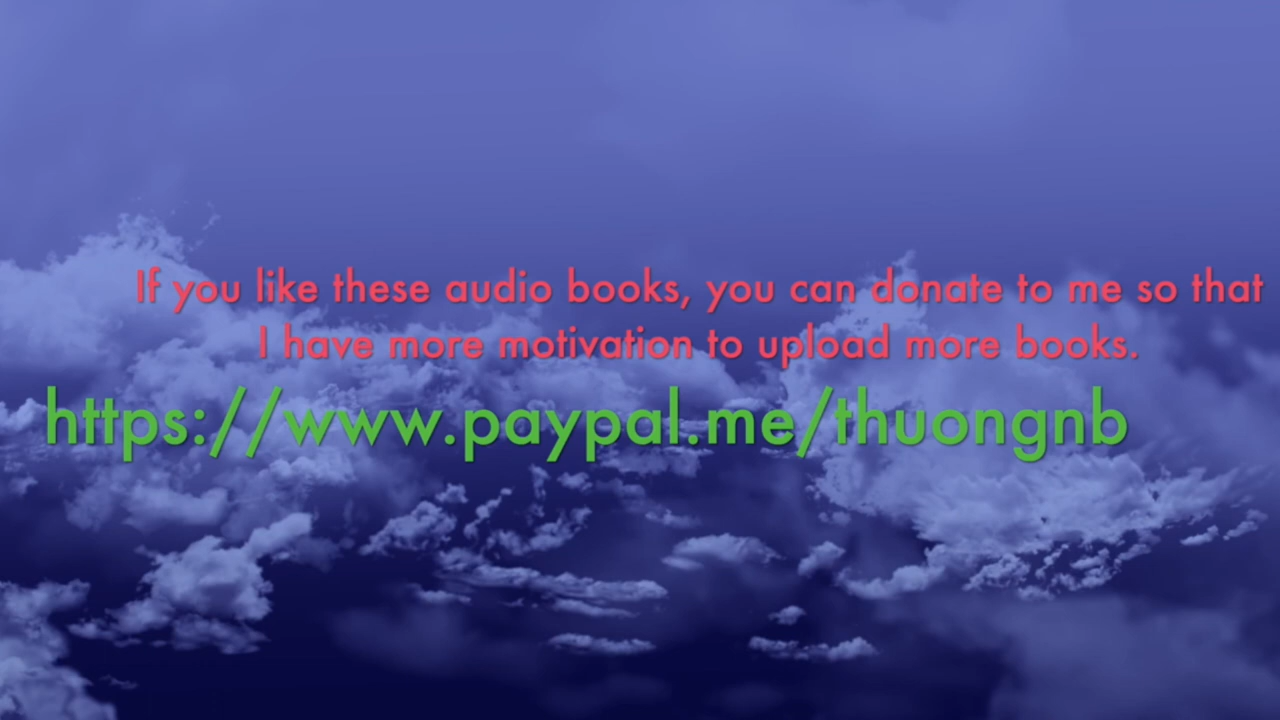 If you like these audio books, you can donate to me so that
I have more motivation to upload more books.
https://www.paypal.me/thuongnb